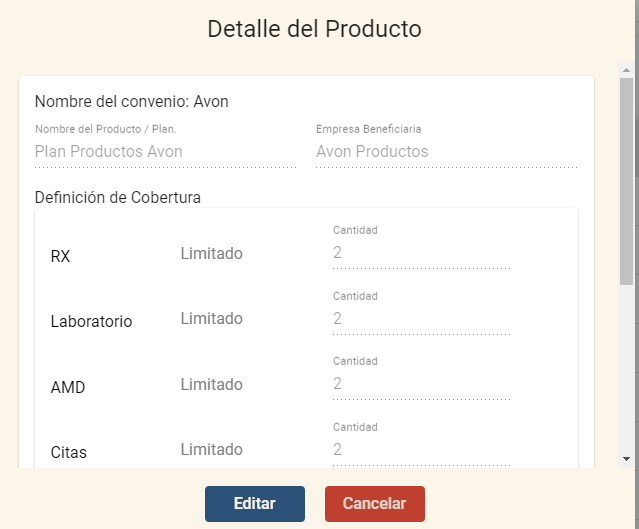 Detalle del Producto
Nombre del convenio: Avon
Nombre del Producto / Plan. Empresa Beneficiaria
Plan Productos Avon Avon Productos
Definición de Cobertura
Cantidad
RX Limitado 2
Cantidad
Laboratorio Limitado 2
Cantidad
AMD Limitado 2
Cantidad
Citas Limitado 2
Editar Cancelar